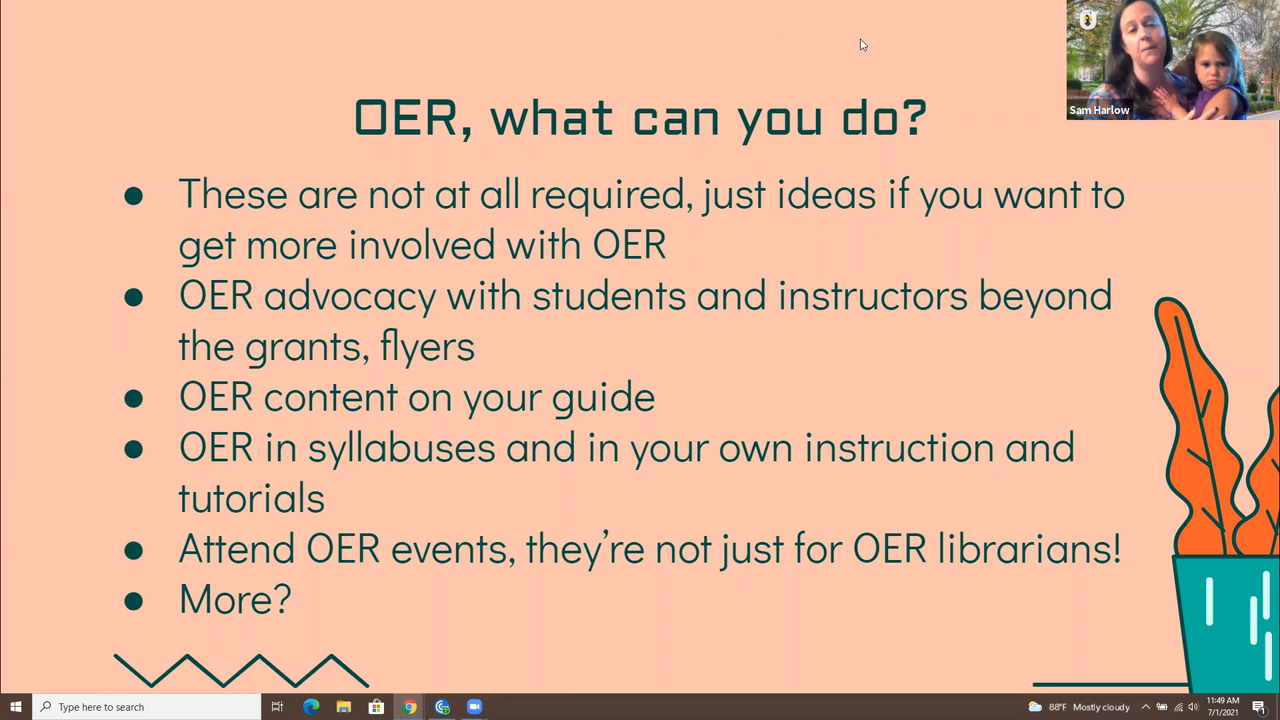 Sam Harlow
OER, what can you do?
● These are not at all required, just ideas if you want to
get more involved with OER
● OER advocacy with students and instructors beyond
the grants, flyers
● OER content on your guide
● OER in syllabuses and in your own instruction and
tutorials
● Attend OER events, they’re not just for OER librarians!
● More?
Type here to search
88°F Mostly cloudy
11:49 AM
7/1/2021